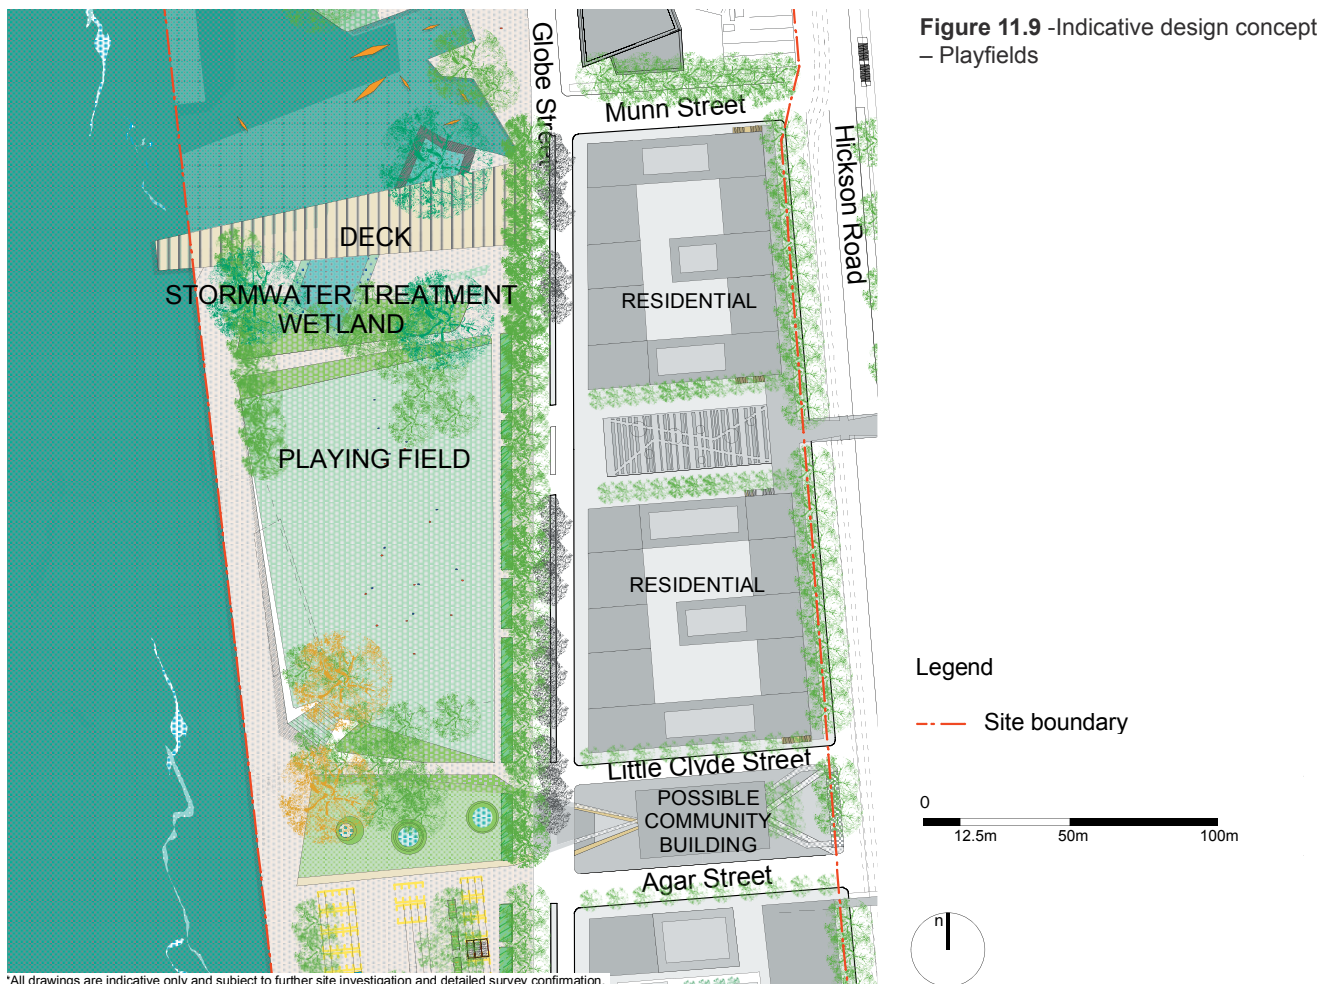 Figure 11.9 -Indicative design concept
– Playfields
Globe Street
Munn Street
Hickson Road
DECK
STORMWATER TREATMENT
WETLAND
RESIDENTIAL
PLAYING FIELD
RESIDENTIAL
Little Clyde Street
POSSIBLE
COMMUNITY
BUILDING
Agar Street
Legend
Site boundary
0
12.5m 50m 100m
n
*All drawings are indicative only and subject to further site investigation and detailed survey confirmation.